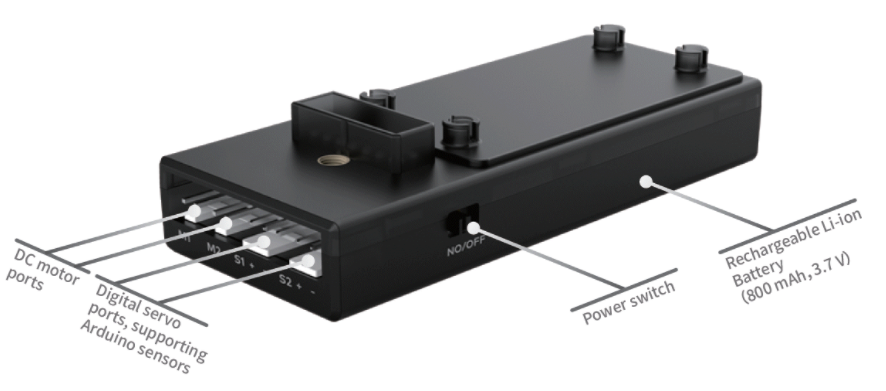 M1
M2
S1 +
S2 + -
NO/OFF
DC motor
ports
Digital servo
ports, supporting
Arduino sensors
Power switch
Rechargeable Li-ion
Battery
(800 mAh, 3.7 V)